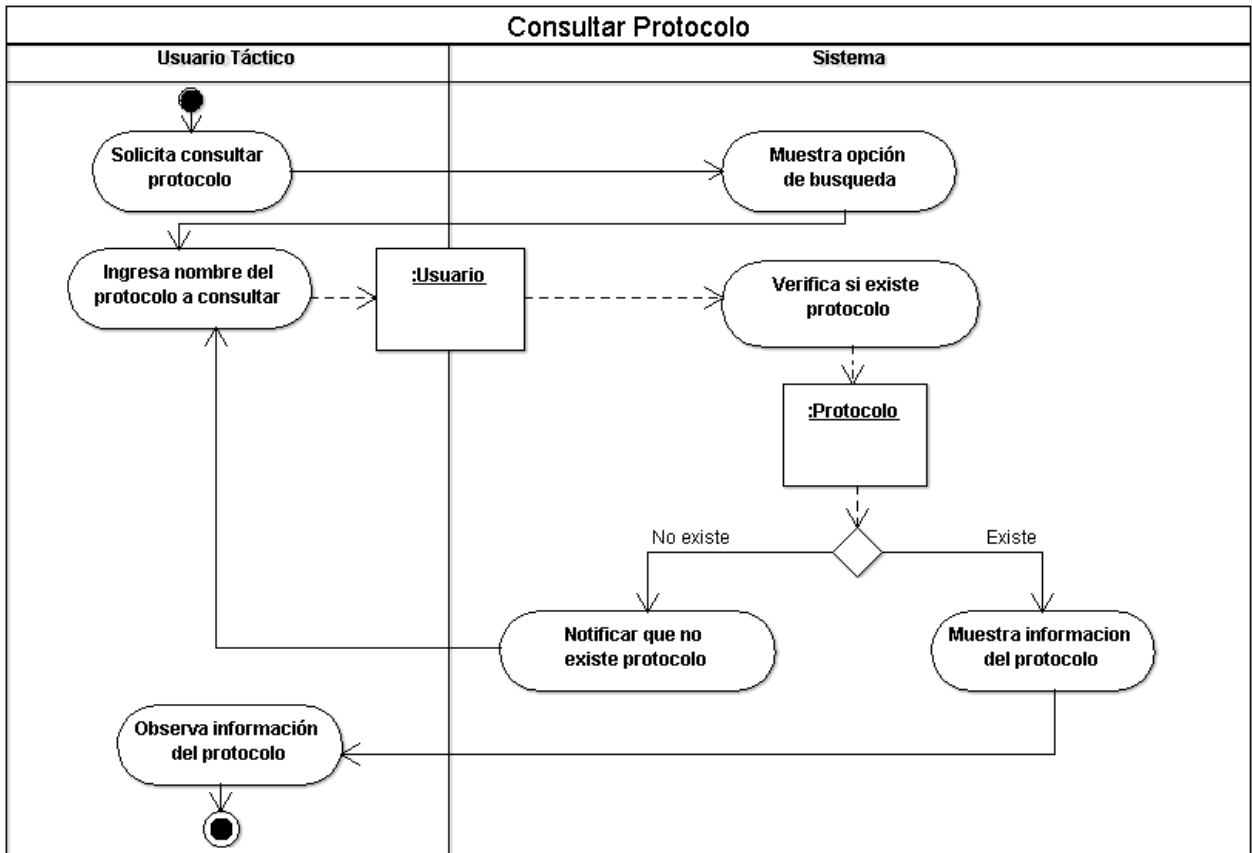 Consultar Protocolo
Usuario Táctico
Sistema
Solicita consultar
protocolo
Muestra opción
de busqueda
Ingresa nombre del
protocolo a consultar
:Usuario
Verifica si existe
protocolo
:Protocolo
No existe
Existe
Notificar que no
existe protocolo
Muestra informacion
del protocolo
Observa información
del protocolo